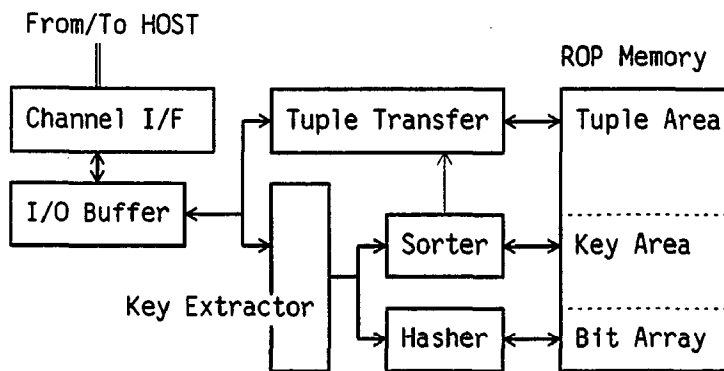 From/To HOST
ROP Memory
Channel I/F
Tuple Transfer
Tuple Area
I/O Buffer
Sorter
Key Area
Key Extractor
Hasher
Bit Array